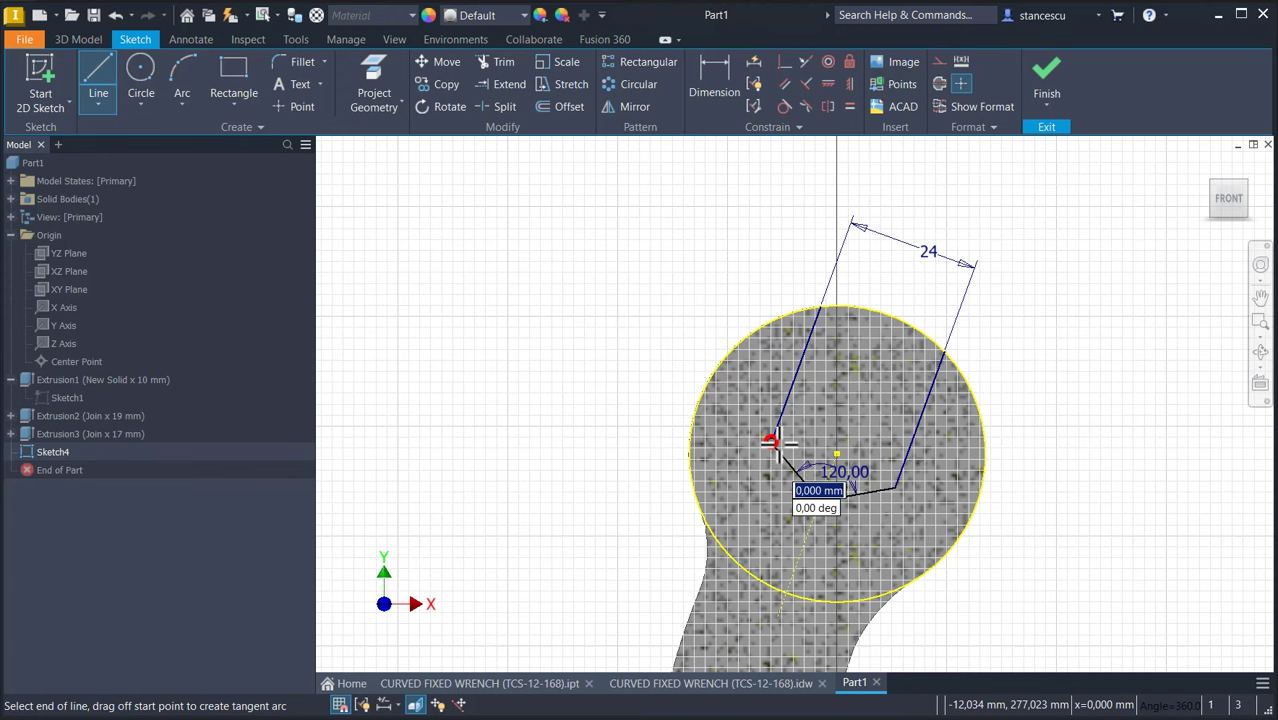 Material
Default
Part1
Search Help & Commands...
stancescu
File
3D Model
Sketch
Annotate
Inspect
Tools
Manage
View
Environments
Collaborate
Fusion 360
Start
2D Sketch
Line
Circle
Arc
Rectangle
Fillet
Text
Point
Project
Geometry
Move
Copy
Rotate
Trim
Extend
Split
Scale
Stretch
Offset
Rectangular
Circular
Mirror
Dimension
Image
Points
ACAD
Show Format
Finish
Sketch
Create
Modify
Pattern
Constrain
Insert
Format
Exit
Model
Part1
Model States: [Primary]
Solid Bodies(1)
View: [Primary]
Origin
YZ Plane
XZ Plane
XY Plane
X Axis
Y Axis
Z Axis
Center Point
Extrusion1 (New Solid x 10 mm)
Sketch1
Extrusion2 (Join x 19 mm)
Extrusion3 (Join x 17 mm)
Sketch4
End of Part
FRONT
24
120,00
0,000 mm
0,00 deg
Y
X
Home
CURVED FIXED WRENCH (TCS-12-168).ipt
CURVED FIXED WRENCH (TCS-12-168).idw
Part1
Select end of line, drag off start point to create tangent arc
-12,034 mm, 277,023 mm
x=0,000 mm
Angle=360.0
1
3